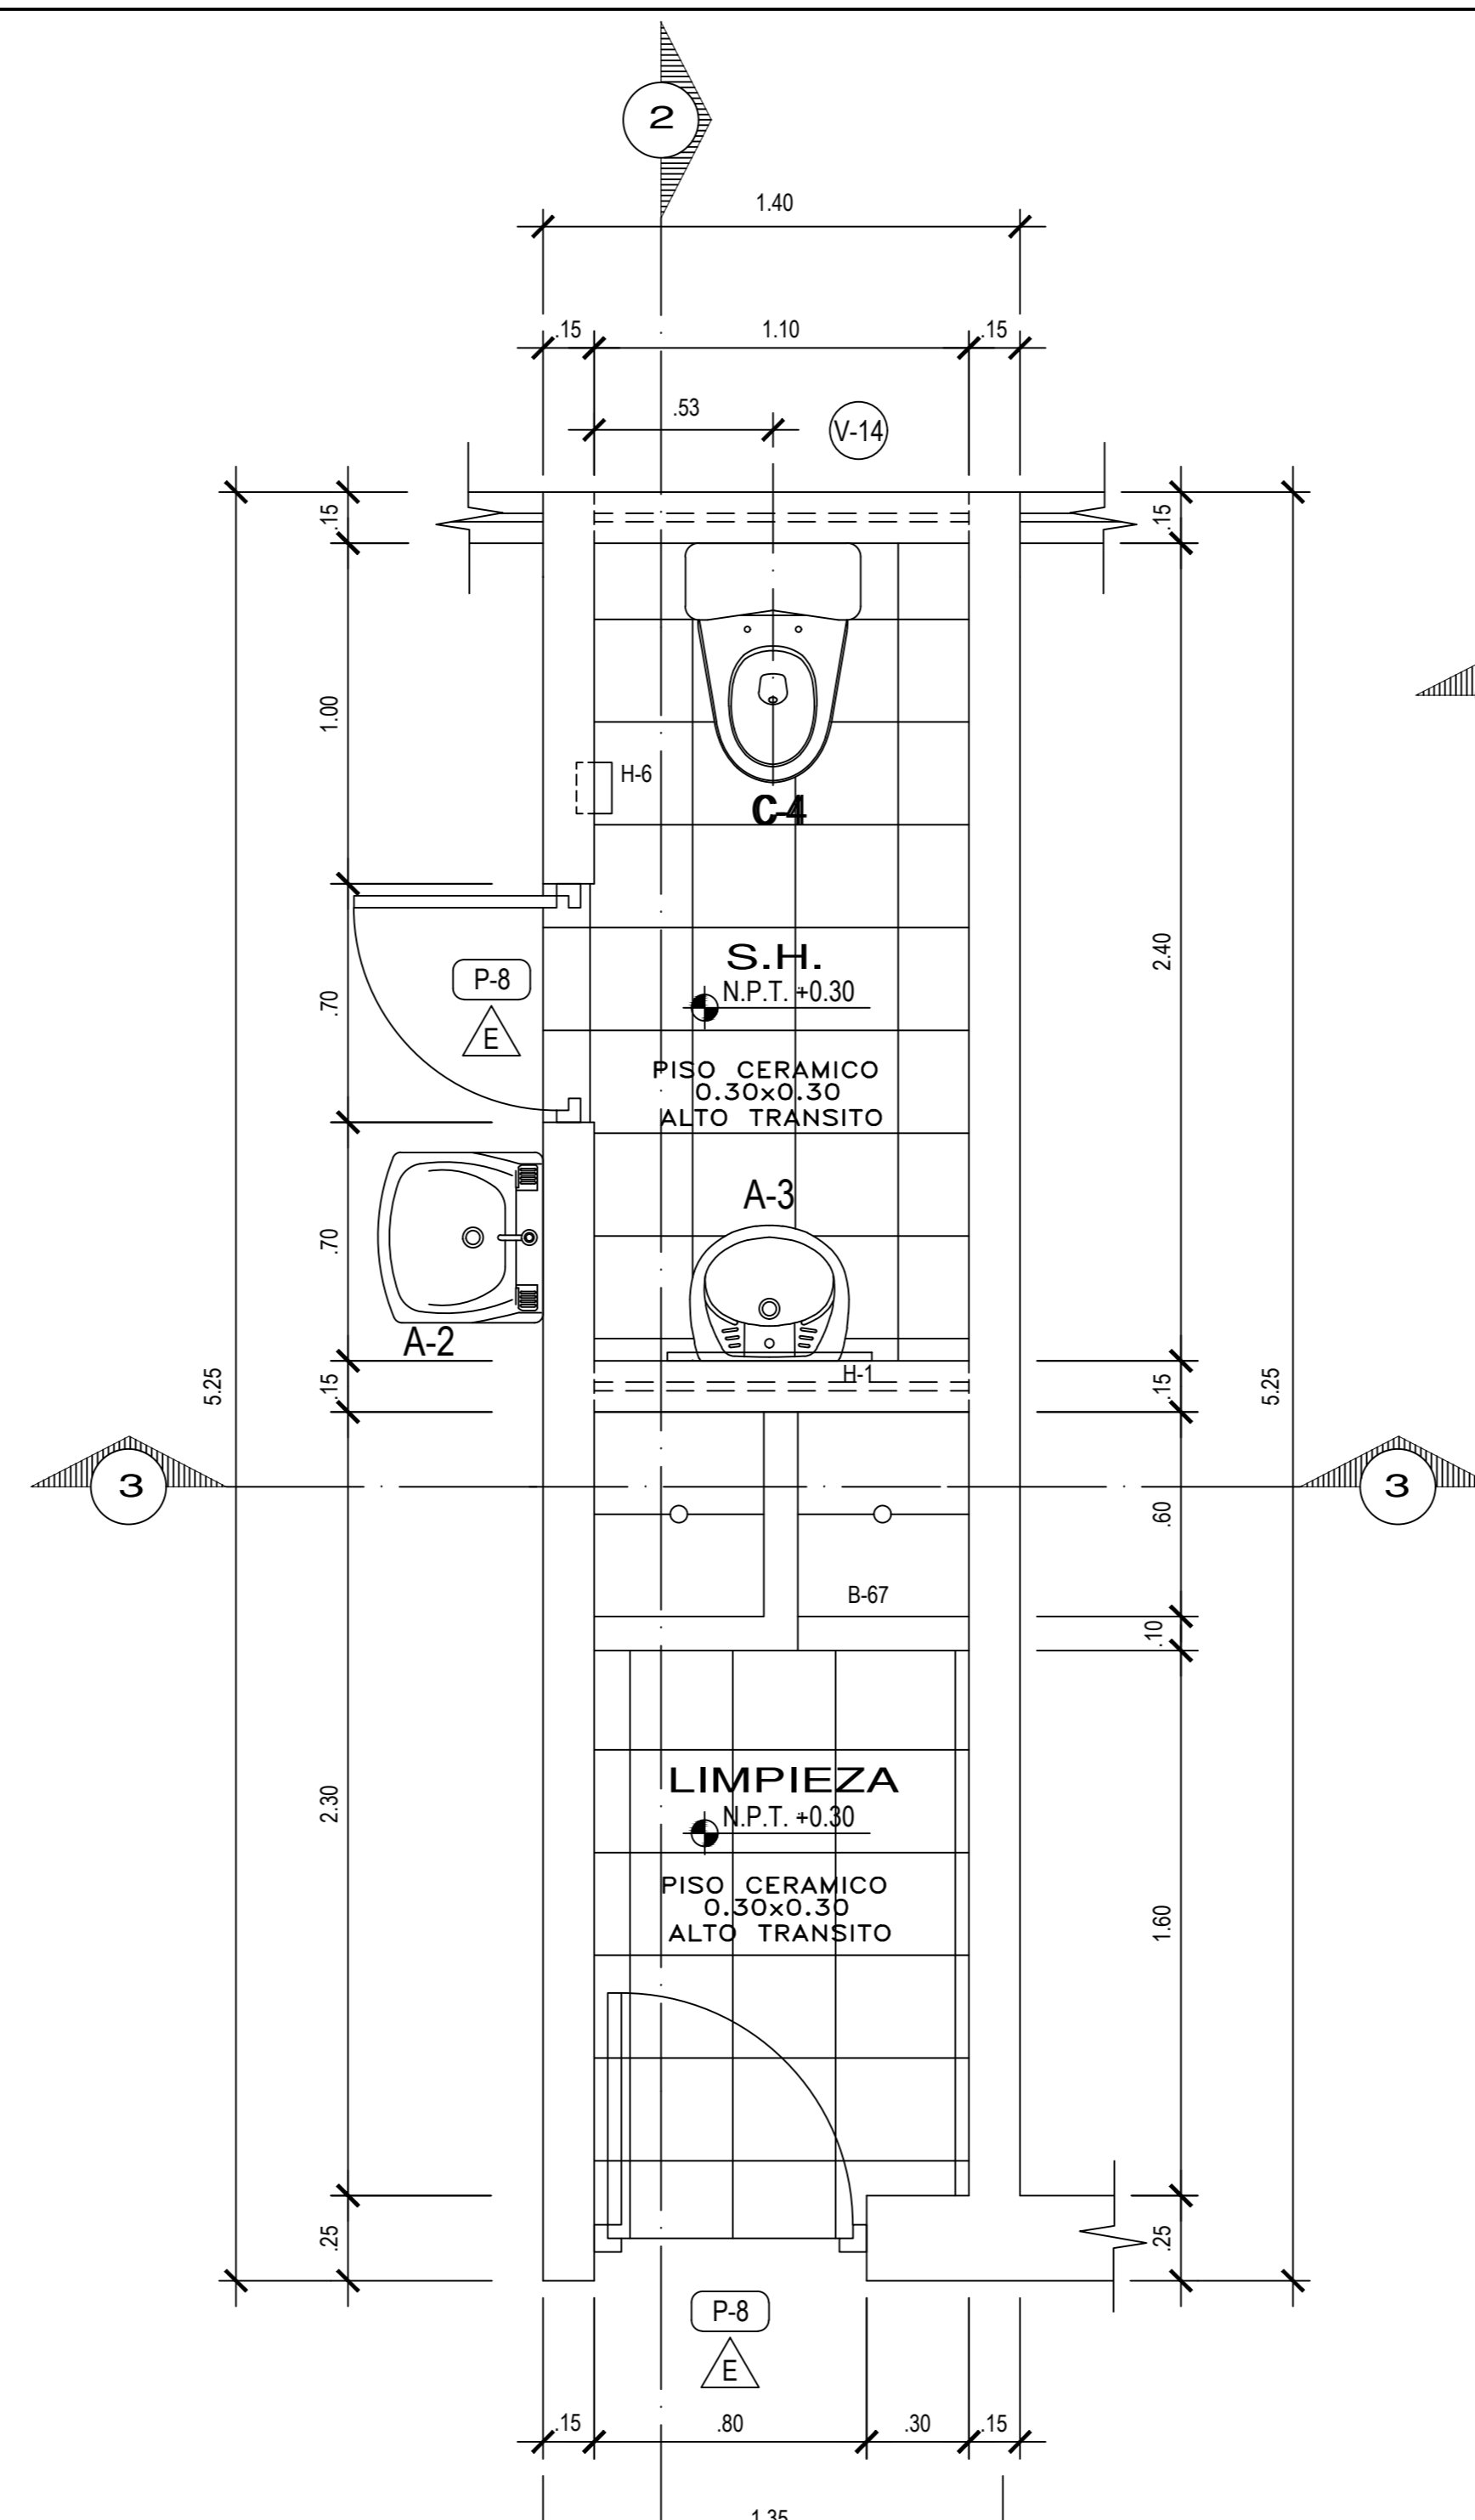 2
1.40
.15
1.10
.15
.53
V-14
.15
.15
1.00
H-6
C-4
S.H.
N.P.T. +0.30
2.40
P-8
E
.70
PISO CERAMICO
0.30x0.30
ALTO TRANSITO
A-3
.70
A-2
H-1
.15
.15
5.25
5.25
3
3
.60
B-67
.10
LIMPIEZA
N.P.T. +0.30
2.30
PISO CERAMICO
0.30x0.30
ALTO TRANSITO
1.60
.25
.25
P-8
E
.15
.80
.30
.15
1.35